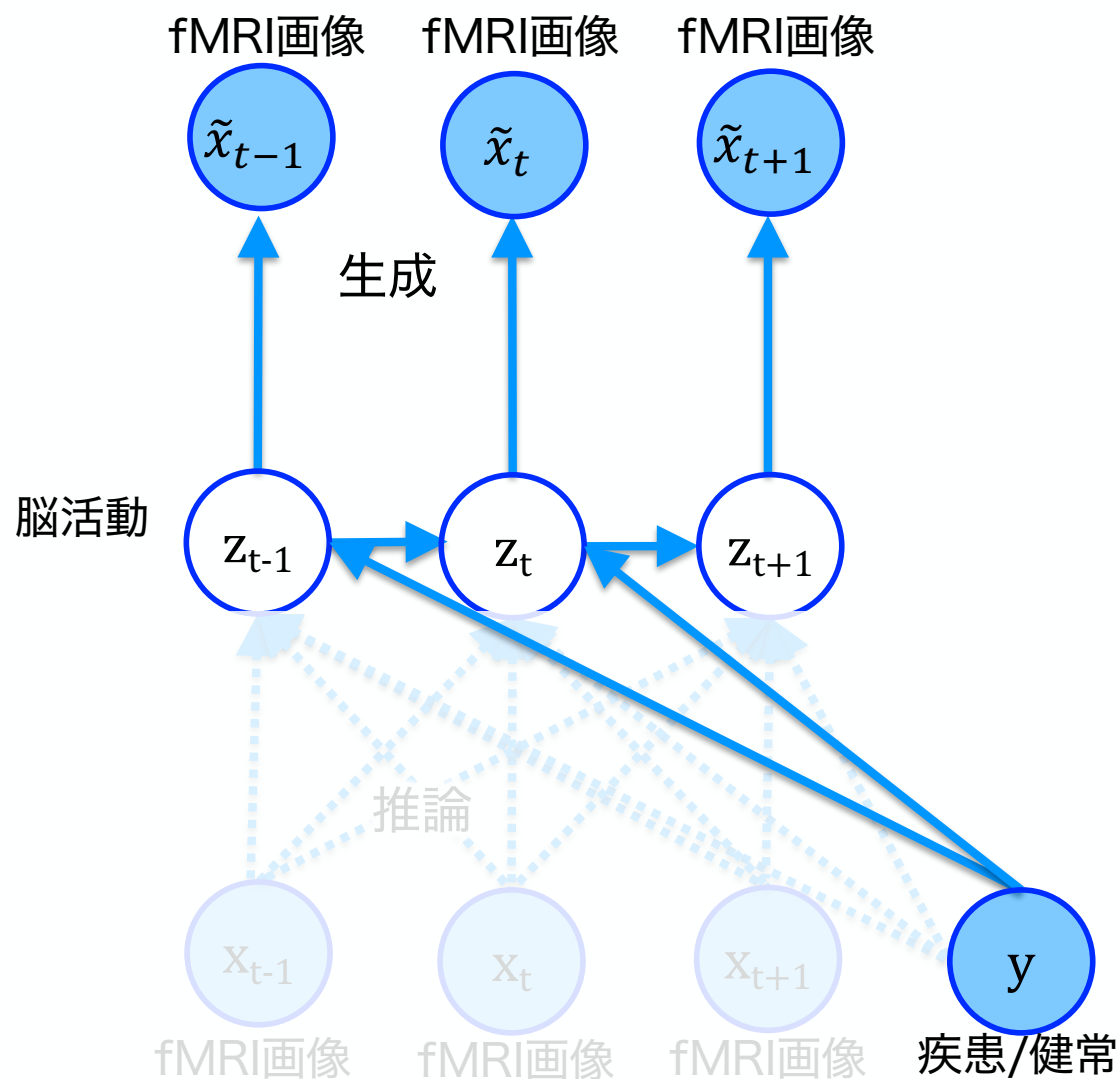 fMRI画像 fMRI画像 fMRI画像
x̃ₜ₋₁ x̃ₜ x̃ₜ₊₁
生成
脳活動 zt-1 zt zt+1
推論
xt-1 xt xt+1 y
fMRI画像 fMRI画像 fMRI画像 疾患/健常